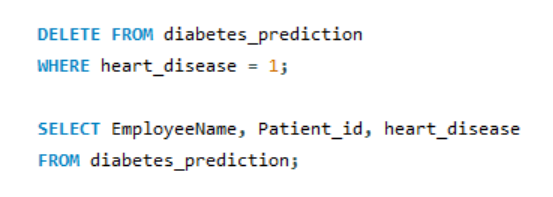 DELETE FROM diabetes_prediction
WHERE heart_disease = 1;
SELECT EmployeeName, Patient_id, heart_disease
FROM diabetes_prediction;